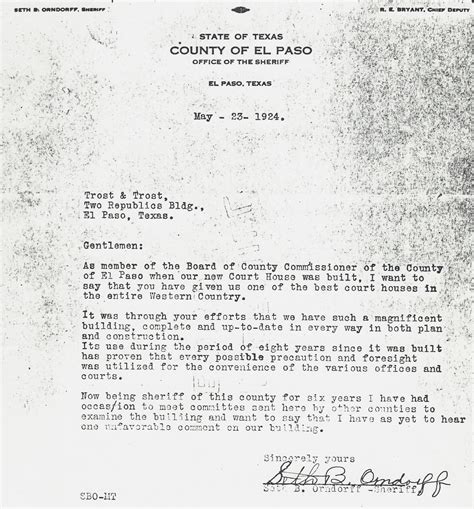 SETH B. ORNDORFF, SHERIFF
R. E. BRYANT, CHIEF DEPUTY
STATE OF TEXAS
COUNTY OF EL PASO
OFFICE OF THE SHERIFF
EL PASO, TEXAS
May -23- 1924.
Trost & Trost,
Two Republics Bldg.,
El Paso, Texas.
Gentlemen:
As member of the Board of County Commissioner of the County
of El Paso when our new Court House was built, I want to
say that you have given us one of the best court houses in
the entire Western Country.
It was through your efforts that we have such a magnificent
building, complete and up-to-date in every way in both plan
and construction.
Its use during the period of eight years since it was built
has proven that every possible precaution and foresight
was utilized for the convenience of the various offices and
courts.
Now being sheriff of this county for six years I have had
occasion to meet committes sent here by other counties to
examine the building and want to say that I have as yet to hear
one unfavorable comment on our building.
Sincerely yours
Seth B. Orndorff
Seth B. Orndorff -Sheriff
SBO-MT